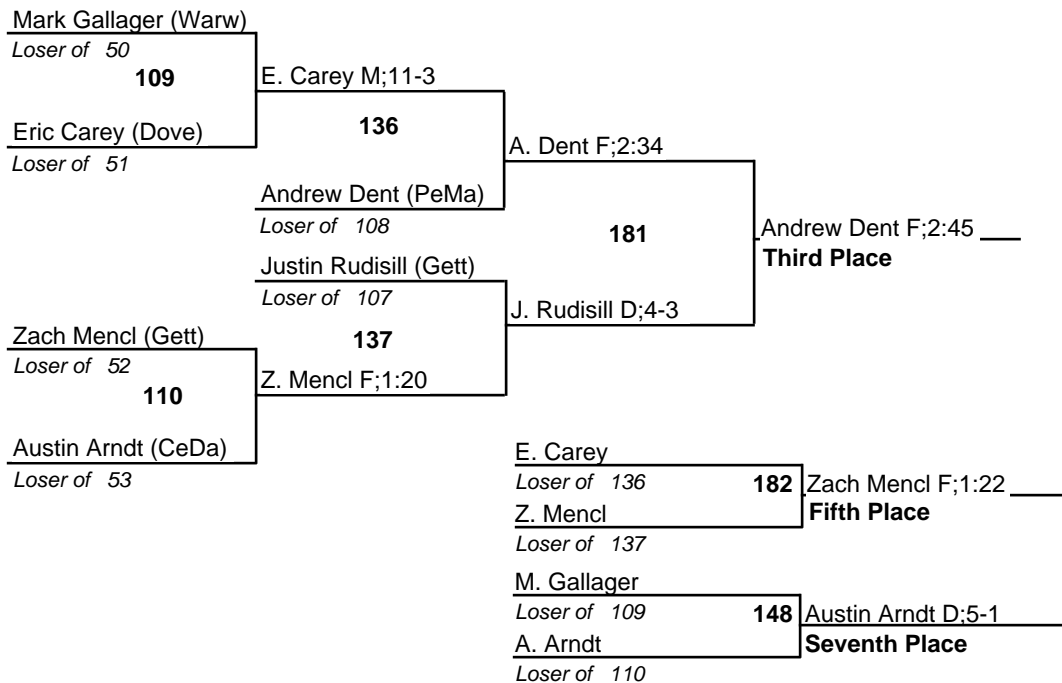 Mark Gallager (Warw)
Loser of 50
109
E. Carey M;11-3
Eric Carey (Dove)
Loser of 51
136
A. Dent F;2:34
Andrew Dent (PeMa)
Loser of 108
181
Andrew Dent F;2:45
Third Place
Justin Rudisill (Gett)
Loser of 107
J. Rudisill D;4-3
Zach Mencl (Gett)
Loser of 52
137
110
Z. Mencl F;1:20
Austin Arndt (CeDa)
Loser of 53
E. Carey
Loser of 136
182
Zach Mencl F;1:22
Fifth Place
Z. Mencl
Loser of 137
M. Gallager
Loser of 109
148
Austin Arndt D;5-1
Seventh Place
A. Arndt
Loser of 110